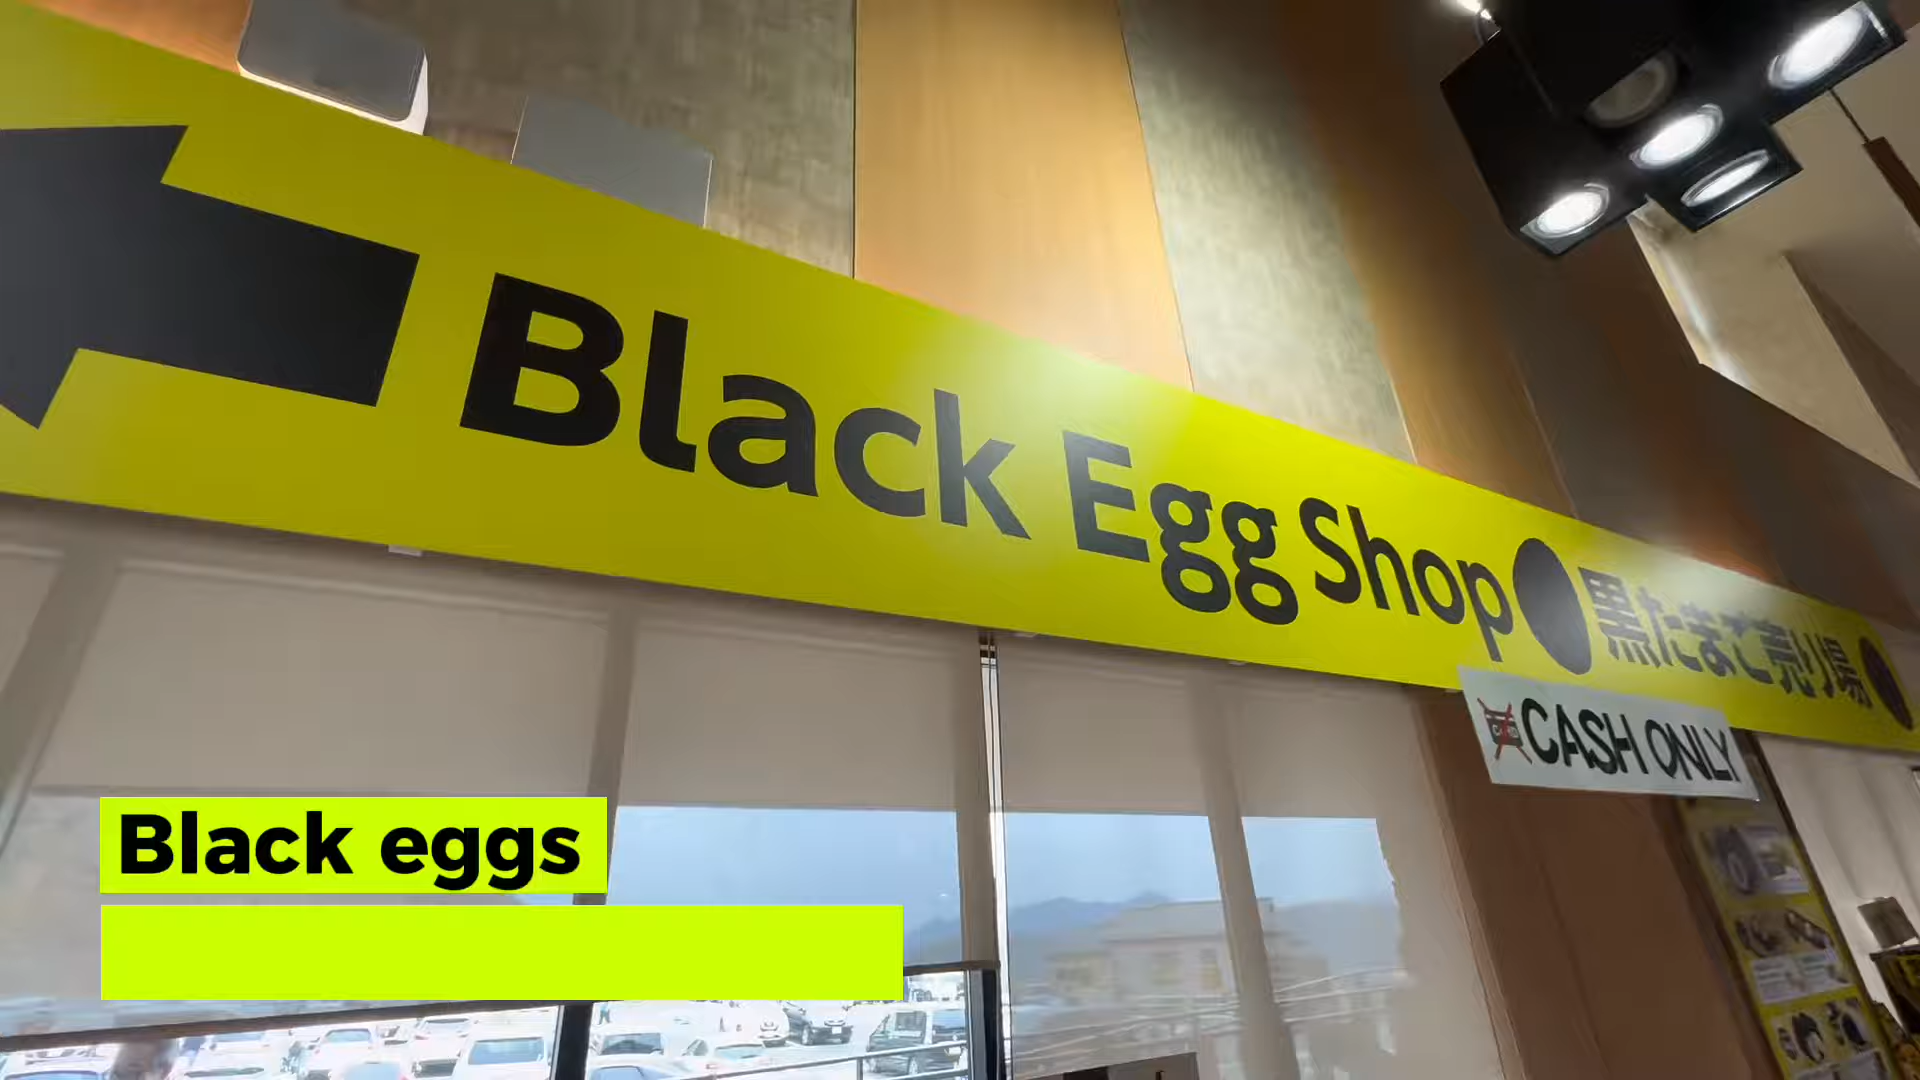 Black Egg Shop●黒たまご売り場●
CASH ONLY
Black eggs